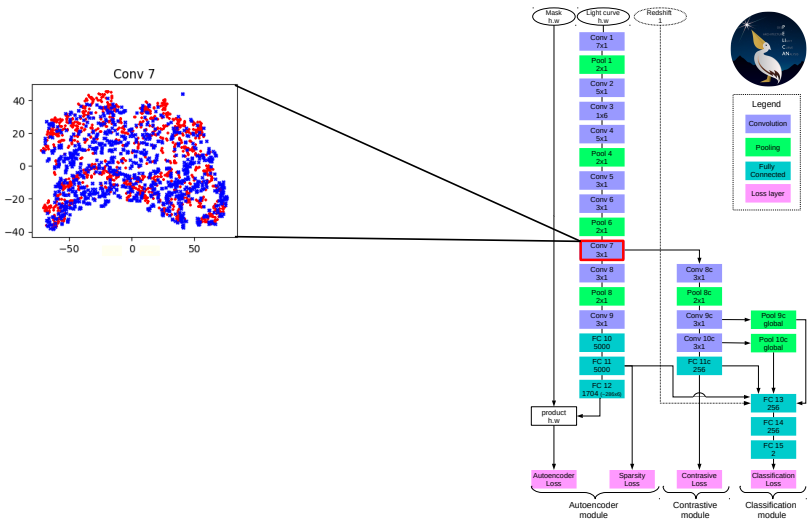 Conv 7
40
20
0
−20
−40
−50
0
50
Mask
h.w
Light curve
h.w
Redshift
1
Conv 1
7x1
Pool 1
2x1
Conv 2
5x1
Conv 3
1x6
Conv 4
5x1
Pool 4
2x1
Conv 5
3x1
Conv 6
3x1
Pool 6
2x1
Conv 7
3x1
Conv 8
3x1
Pool 8
2x1
Conv 9
3x1
FC 10
5000
FC 11
5000
FC 12
1704
product
h.w
Conv 8c
3x1
Pool 8c
2x1
Conv 9c
3x1
Conv 10c
3x1
FC 11c
256
Pool 9c
global
Pool 10c
global
FC 13
256
FC 14
256
FC 15
2
Autoencoder
Loss
Sparsity
Loss
Contrasive
Loss
Classification
Loss
Autoencoder
module
Contrastive
module
Classification
module
P
E
LI
C
AN
Legend
Convolution
Pooling
Fully
Connected
Loss layer